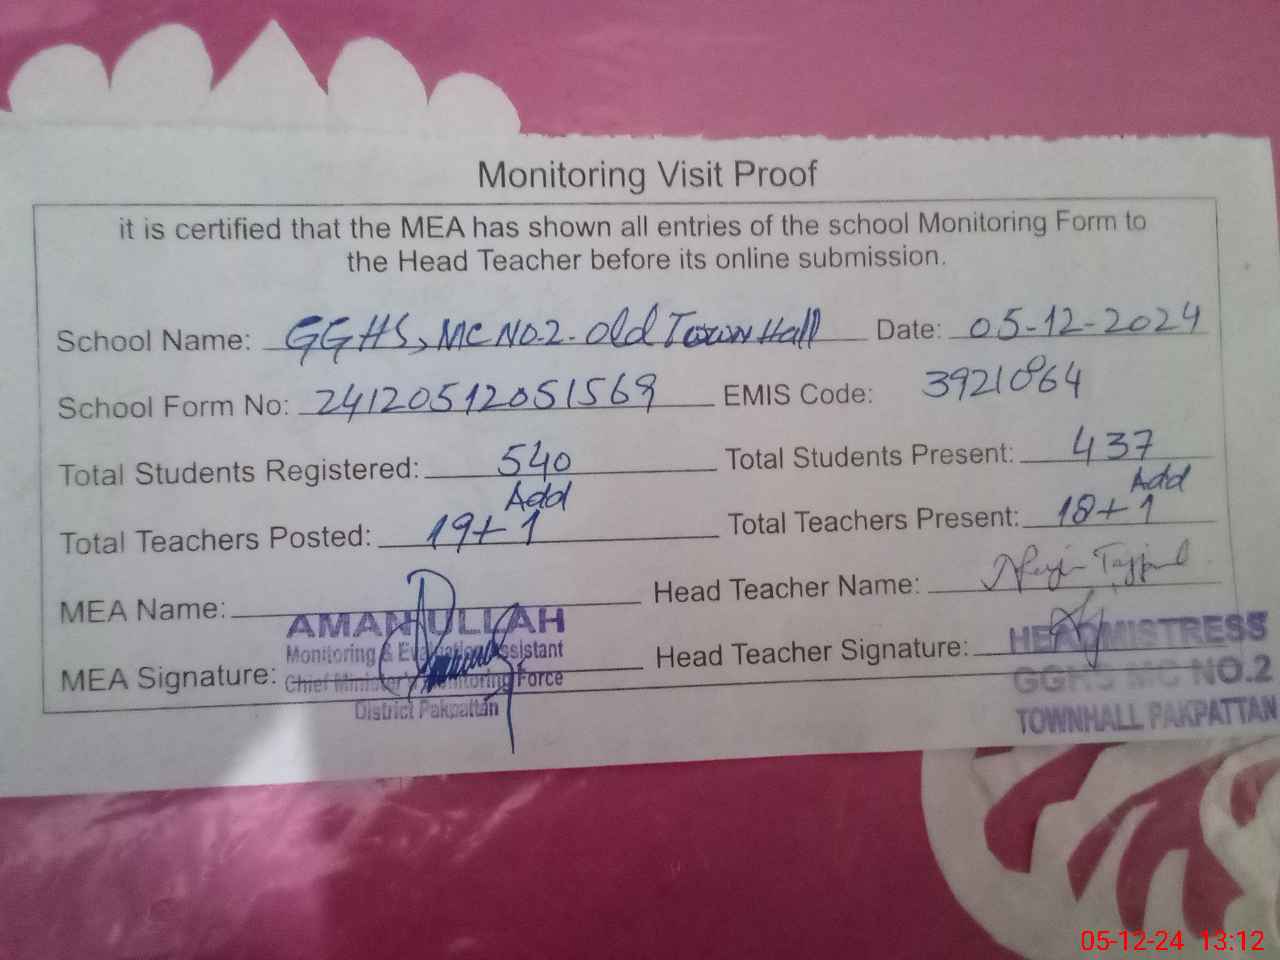 Monitoring Visit Proof
it is certified that the MEA has shown all entries of the school Monitoring Form to
the Head Teacher before its online submission.
School Name: GGHS, MC NO.2. Old Town Hall Date: 05-12-2024
School Form No: 24120512051569 EMIS Code: 3921064
Total Students Registered: 540 Total Students Present: 437
Add Add
Total Teachers Posted: 19+1 Total Teachers Present: 18+1
MEA Name: Head Teacher Name:
AMANULLAH
Monitoring & Evaluation Assistant
MEA Signature: Head Teacher Signature:
Chief Minister's Monitoring Force
District Pakpattan
HEADMISTRESS
GGHS MC NO.2
TOWNHALL PAKPATTAN
05-12-24 13:12